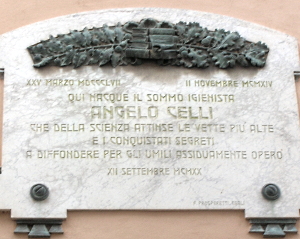 XXV MARZO MDCCCLVII II NOVEMBRE MCMXIV
QUI NACQUE IL SOMMO IGIENISTA
ANGELO CELLI
CHE DELLA SCIENZA ATTINSE LE VETTE PIÙ ALTE
E I CONQUISTATI SEGRETI
A DIFFONDERE PER GLI UMILI ASSIDUAMENTE OPERÒ
XII SETTEMBRE MCMXX